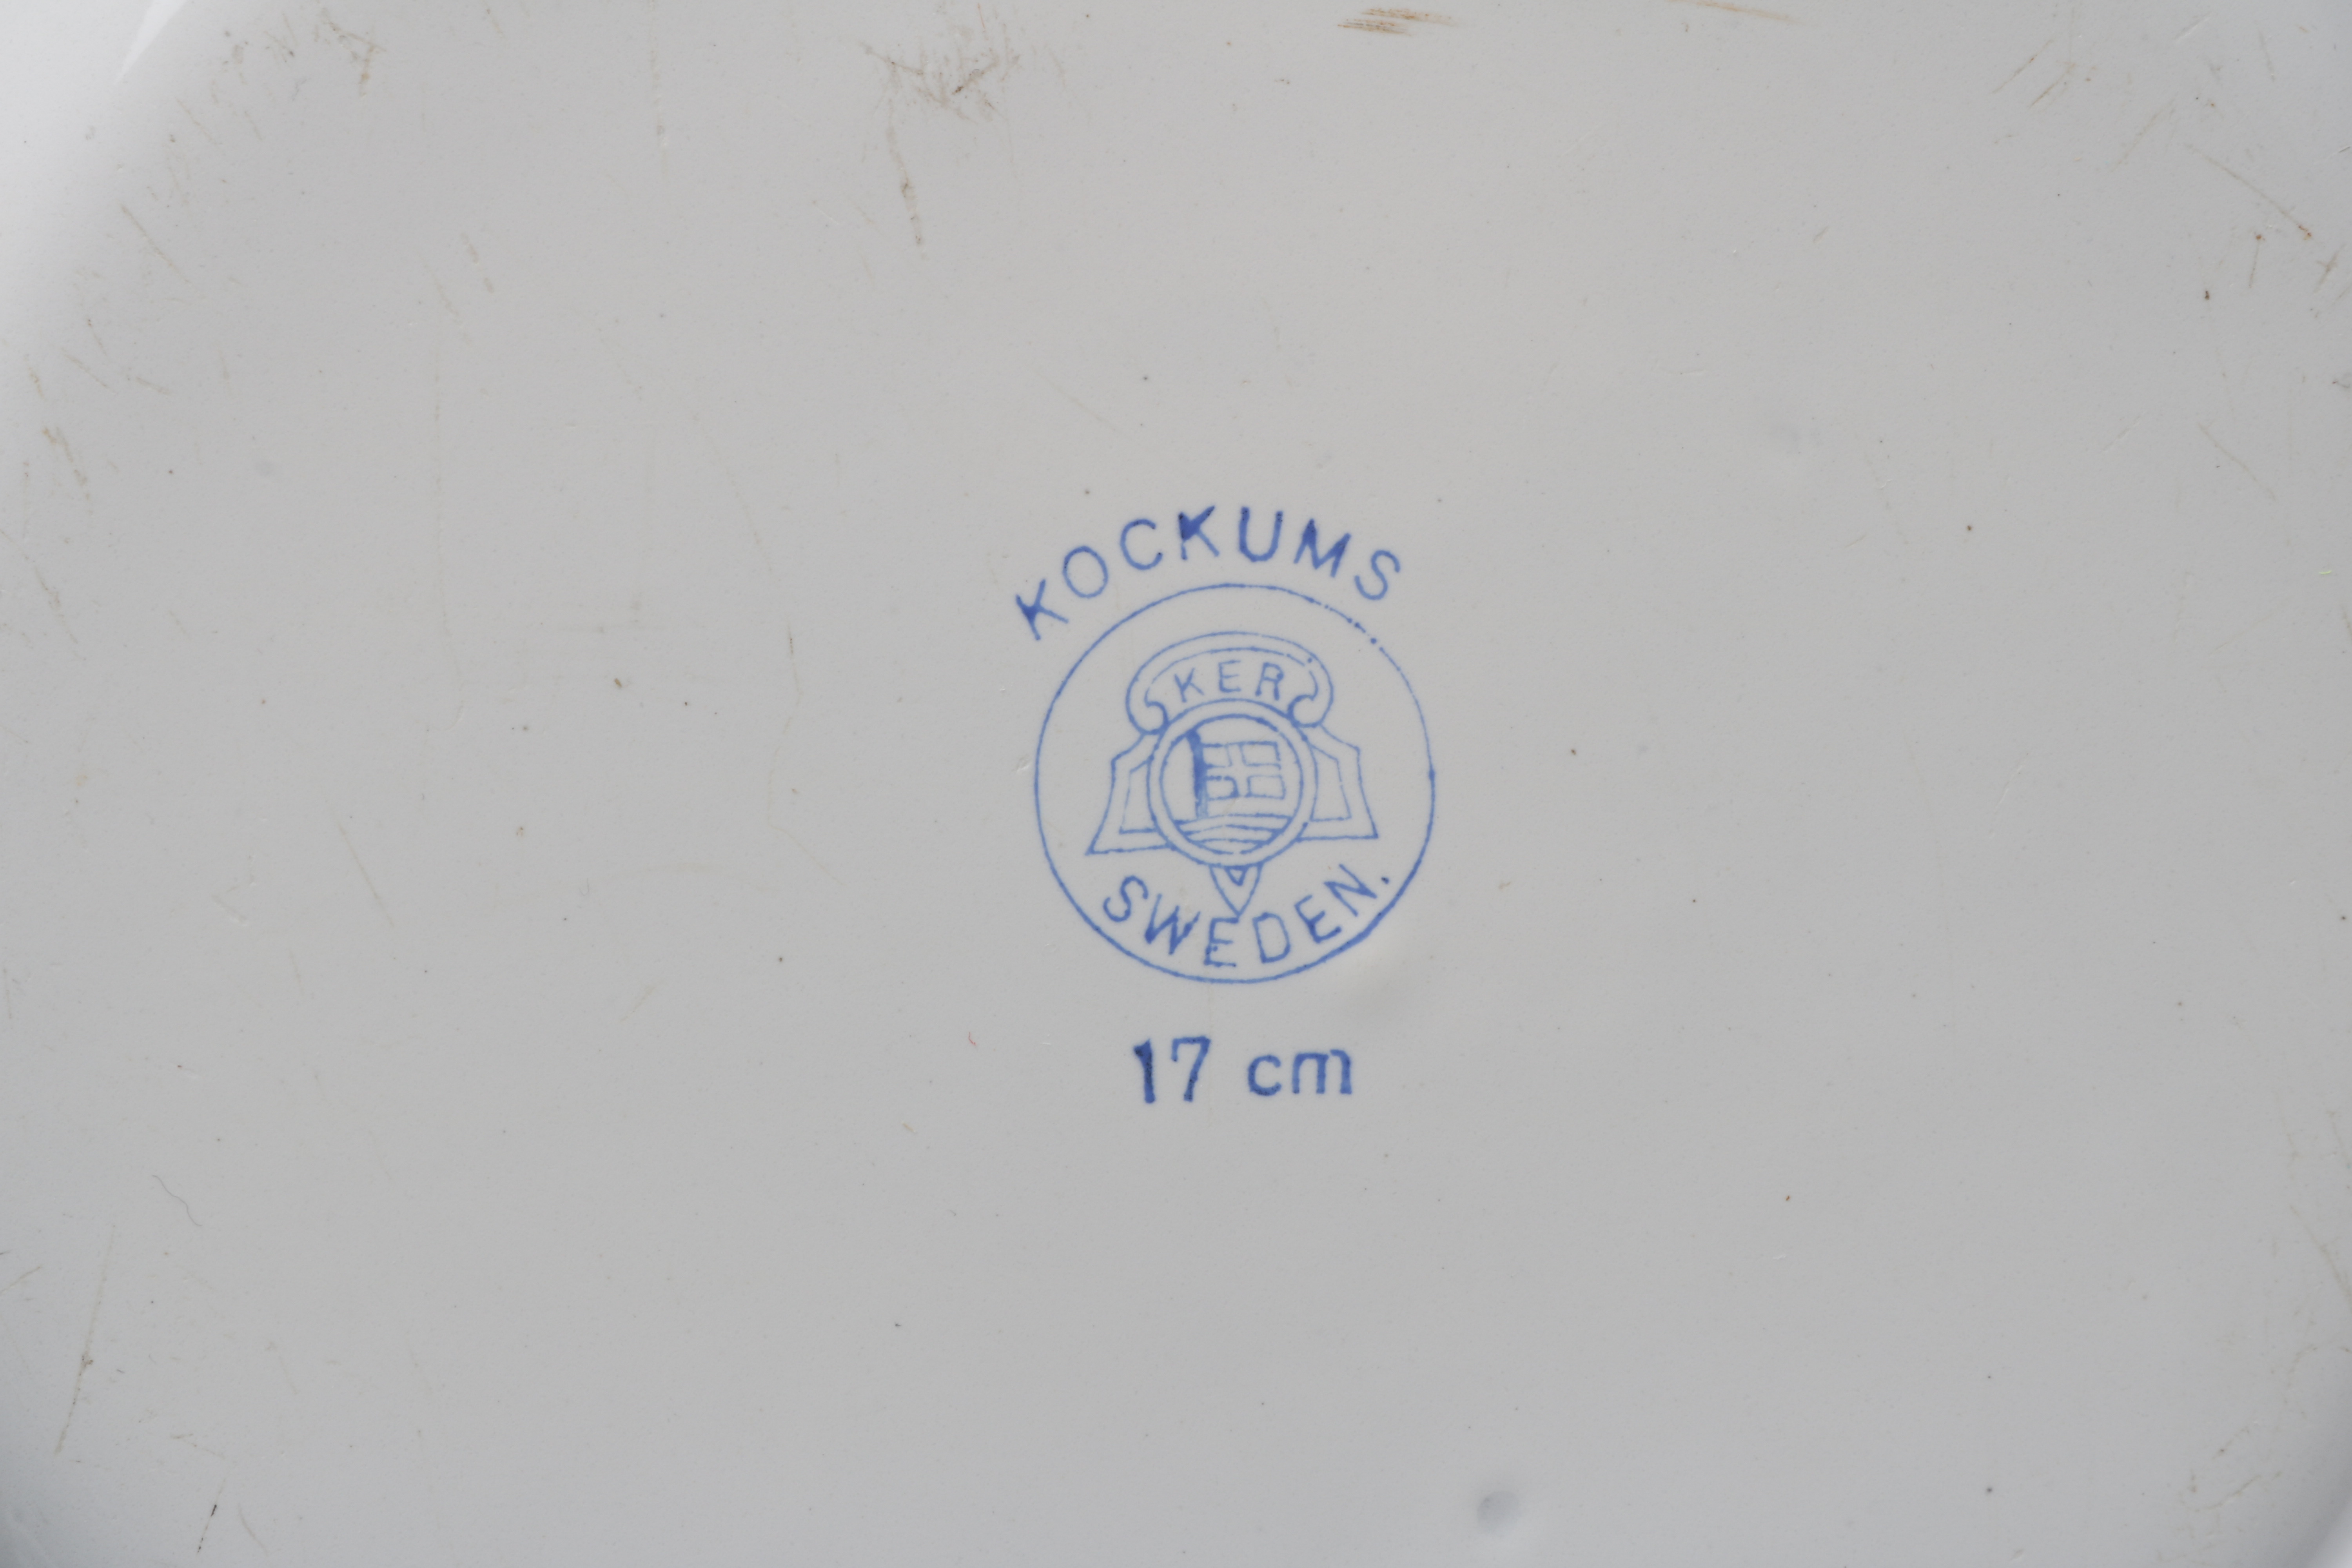 KOCKUMS
KER
SWEDEN.
17 cm